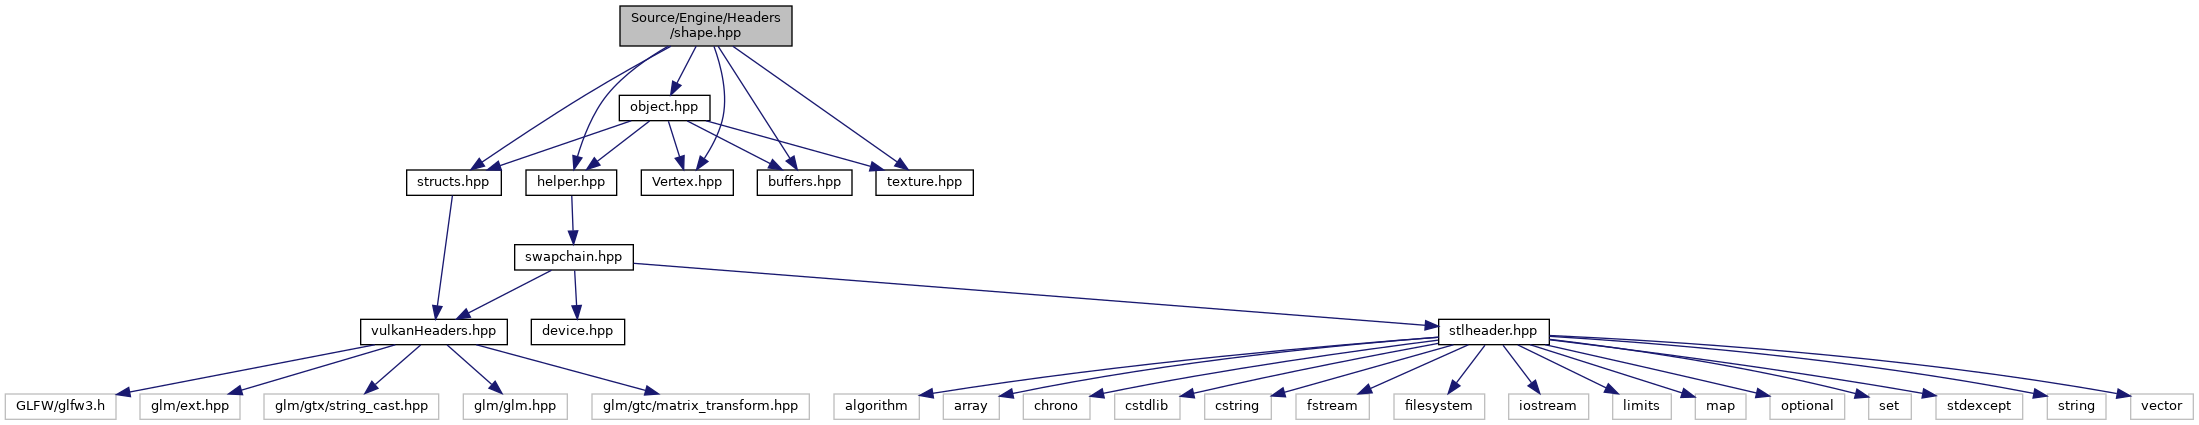 Source/Engine/Headers
/shape.hpp
object.hpp
structs.hpp
helper.hpp
Vertex.hpp
buffers.hpp
texture.hpp
swapchain.hpp
vulkanHeaders.hpp
device.hpp
stlheader.hpp
GLFW/glfw3.h
glm/ext.hpp
glm/gtx/string_cast.hpp
glm/glm.hpp
glm/gtc/matrix_transform.hpp
algorithm
array
chrono
cstdlib
cstring
fstream
filesystem
iostream
limits
map
optional
set
stdexcept
string
vector